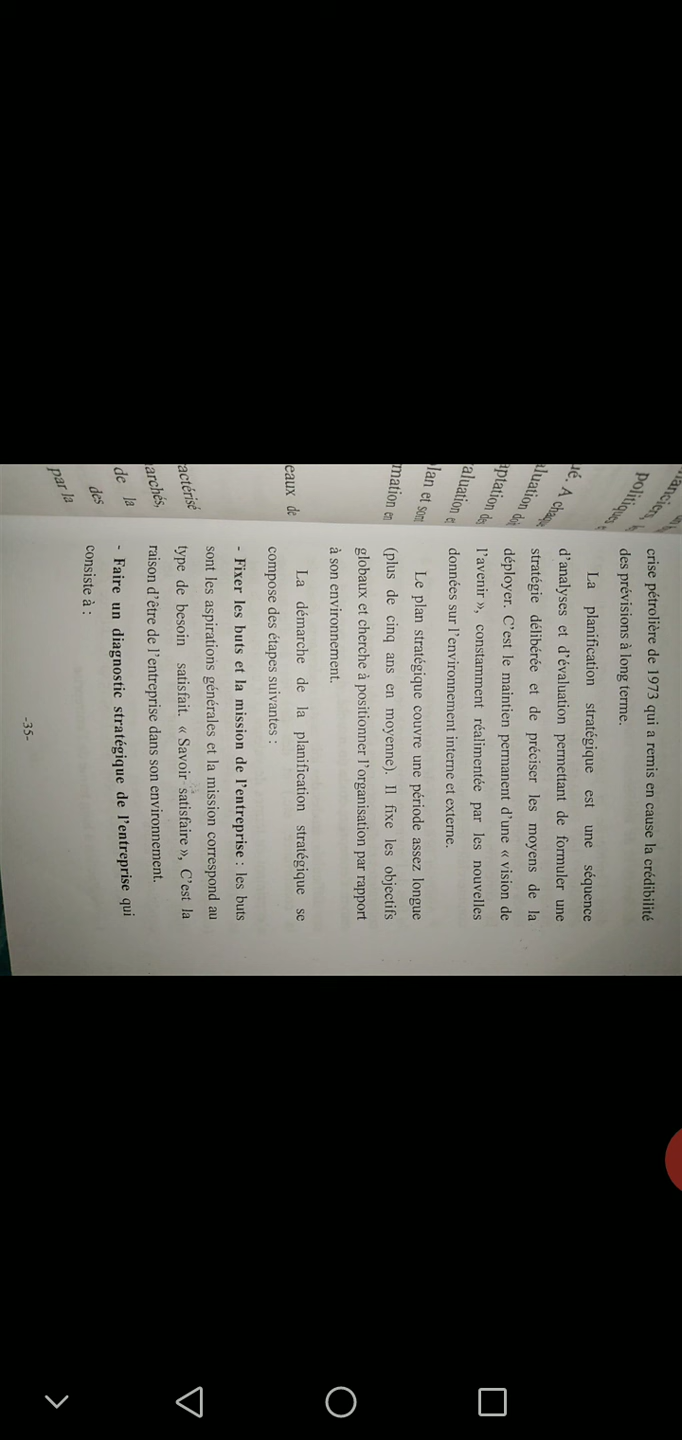 crise pétrolière de 1973 qui a remis en cause la crédibilité
des prévisions à long terme.
La planification stratégique est une séquence
d'analyses et d'évaluation permettant de formuler une
stratégie délibérée et de préciser les moyens de la
déployer. C'est le maintien permanent d'une « vision de
l'avenir », constamment réalimentée par les nouvelles
données sur l'environnement interne et externe.
Le plan stratégique couvre une période assez longue
(plus de cinq ans en moyenne). Il fixe les objectifs
globaux et cherche à positionner l'organisation par rapport
à son environnement.
La démarche de la planification stratégique se
compose des étapes suivantes :
- Fixer les buts et la mission de l'entreprise : les buts
sont les aspirations générales et la mission correspond au
type de besoin satisfait. « Savoir satisfaire », C'est la
raison d'être de l'entreprise dans son environnement.
- Faire un diagnostic stratégique de l'entreprise qui
consiste à :
-35-